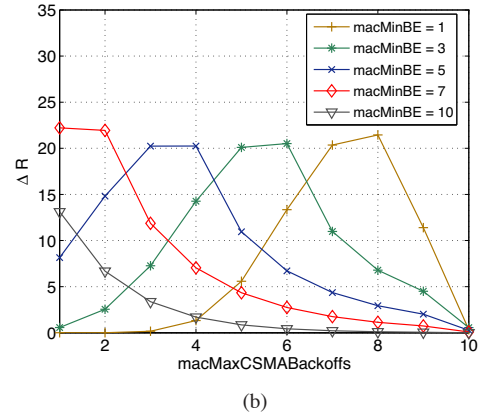 35
30
25
20
15
10
5
0
Δ R
2
4
6
8
10
macMaxCSMABackoffs
macMinBE = 1
macMinBE = 3
macMinBE = 5
macMinBE = 7
macMinBE = 10
(b)